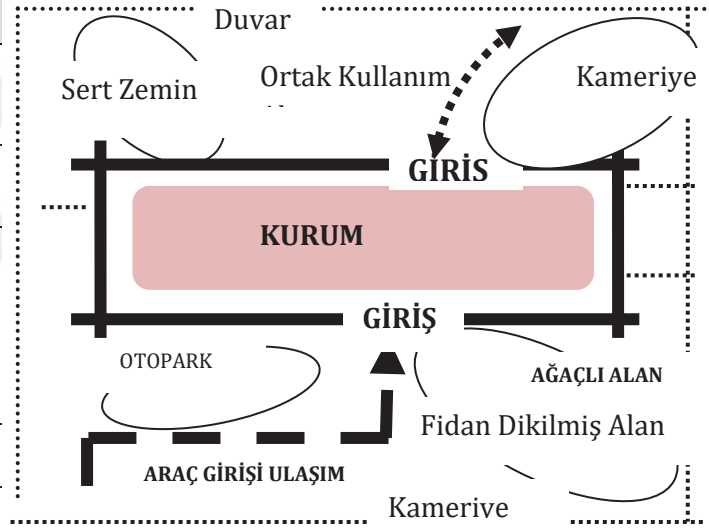 Duvar
Sert Zemin
Ortak Kullanım
Kameriye
GİRİS
KURUM
GİRİŞ
OTOPARK
AĞAÇLI ALAN
Fidan Dikilmiş Alan
ARAÇ GİRİŞİ ULAŞIM
Kameriye